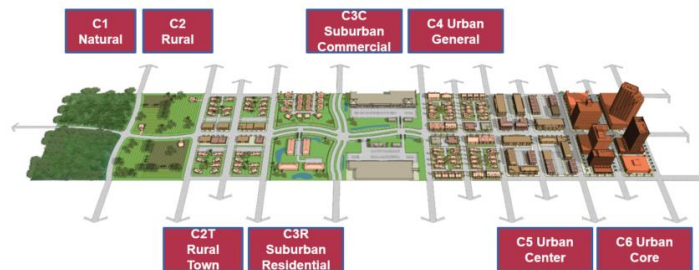 C1
Natural
C2
Rural
C3C
Suburban
Commercial
C4 Urban
General
C2T
Rural
Town
C3R
Suburban
Residential
C5 Urban
Center
C6 Urban
Core